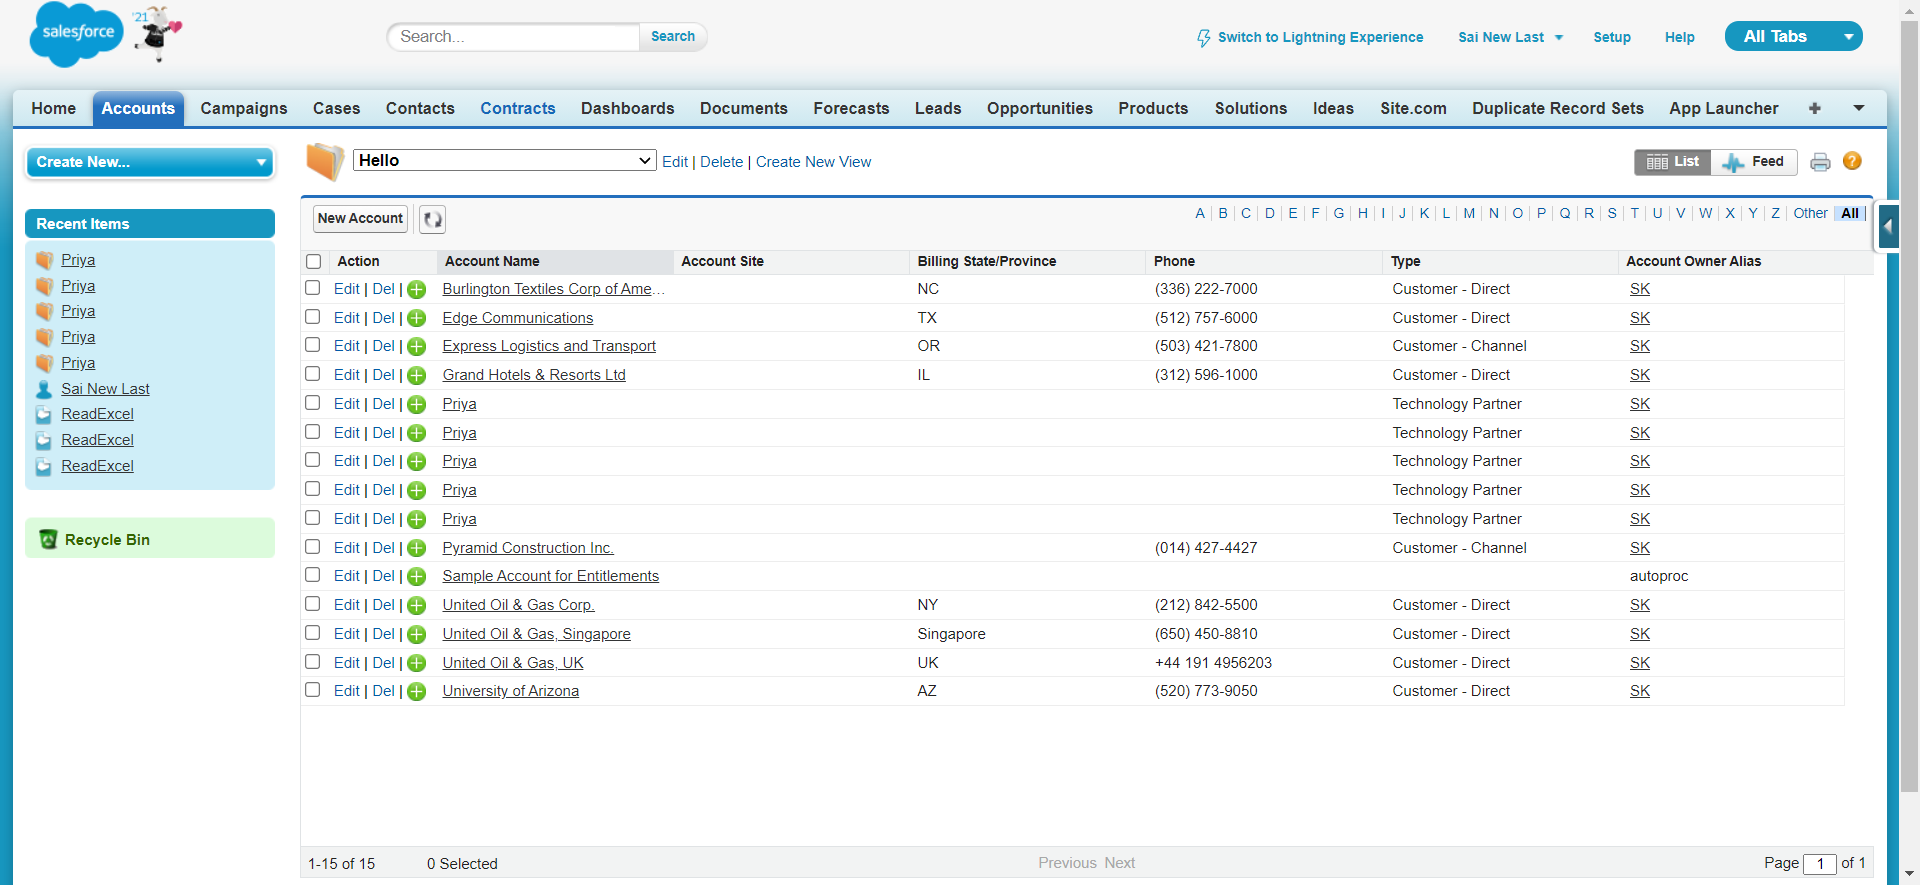 salesforce
'21
Search...
Search
Switch to Lightning Experience
Sai New Last
Setup
Help
All Tabs
Home Accounts Campaigns Cases Contacts Contracts Dashboards Documents Forecasts Leads Opportunities Products Solutions Ideas Site.com Duplicate Record Sets App Launcher +
Create New...
Hello
Edit | Delete | Create New View
List Feed ?
Recent Items
Priya
Priya
Priya
Priya
Priya
Sai New Last
ReadExcel
ReadExcel
ReadExcel
Recycle Bin
New Account
A | B | C | D | E | F | G | H | I | J | K | L | M | N | O | P | Q | R | S | T | U | V | W | X | Y | Z | Other | All |
Action Account Name Account Site Billing State/Province Phone Type Account Owner Alias
Edit | Del | Burlington Textiles Corp of Ame... NC (336) 222-7000 Customer - Direct SK
Edit | Del | Edge Communications TX (512) 757-6000 Customer - Direct SK
Edit | Del | Express Logistics and Transport OR (503) 421-7800 Customer - Channel SK
Edit | Del | Grand Hotels & Resorts Ltd IL (312) 596-1000 Customer - Direct SK
Edit | Del | Priya Technology Partner SK
Edit | Del | Priya Technology Partner SK
Edit | Del | Priya Technology Partner SK
Edit | Del | Priya Technology Partner SK
Edit | Del | Priya Technology Partner SK
Edit | Del | Pyramid Construction Inc. (014) 427-4427 Customer - Channel SK
Edit | Del | Sample Account for Entitlements autoproc
Edit | Del | United Oil & Gas Corp. NY (212) 842-5500 Customer - Direct SK
Edit | Del | United Oil & Gas, Singapore Singapore (650) 450-8810 Customer - Direct SK
Edit | Del | United Oil & Gas, UK UK +44 191 4956203 Customer - Direct SK
Edit | Del | University of Arizona AZ (520) 773-9050 Customer - Direct SK
1-15 of 15 0 Selected Previous Next Page 1 of 1